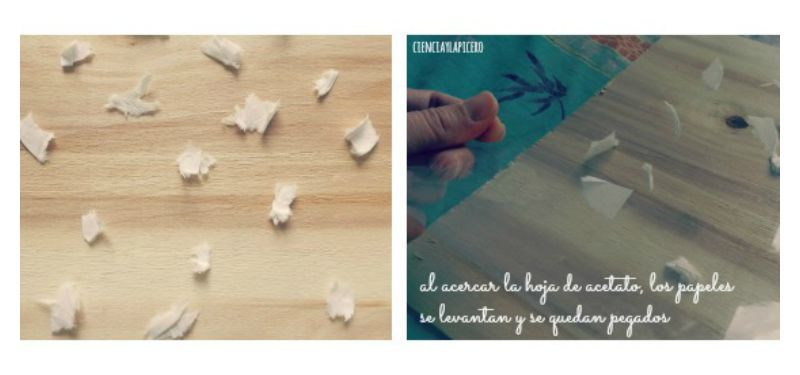 CIENCIAYLAPICERO
al acercar la hoja de acetato, los papeles
se levantan y se quedan pegados